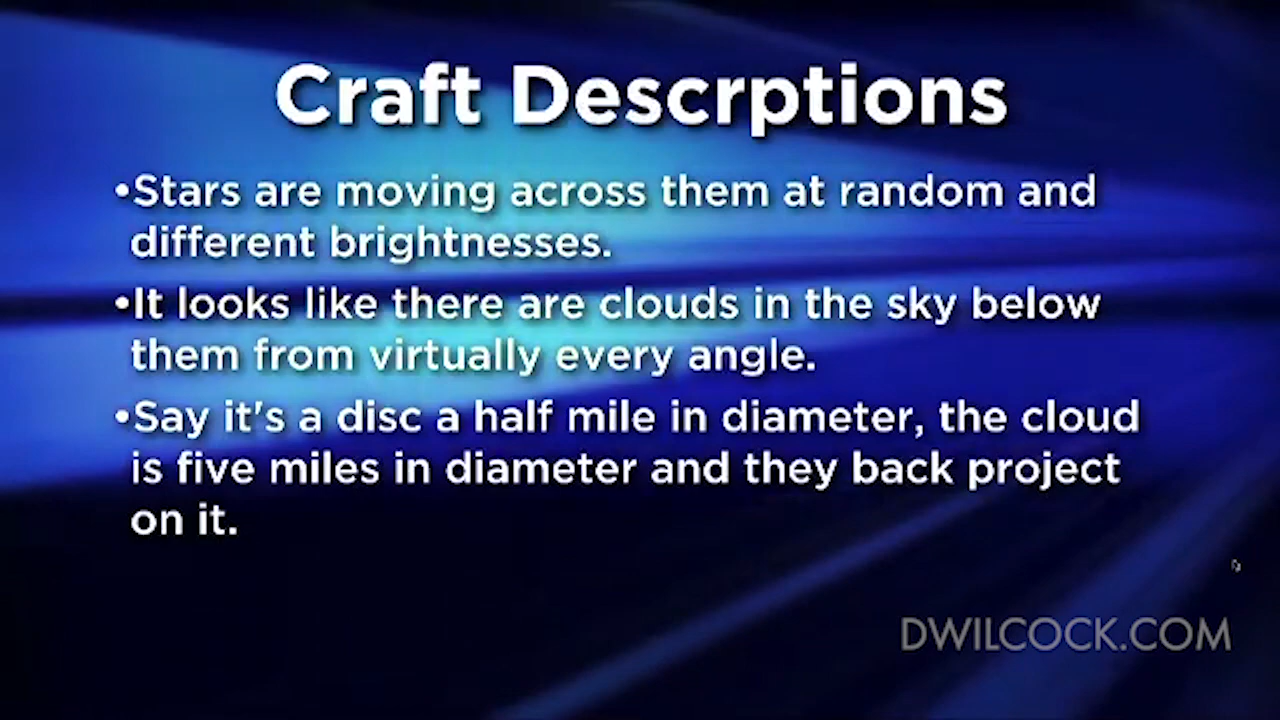 Craft Descrptions
•Stars are moving across them at random and
different brightnesses.
•It looks like there are clouds in the sky below
them from virtually every angle.
•Say it's a disc a half mile in diameter, the cloud
is five miles in diameter and they back project
on it.
DWILCOCK.COM